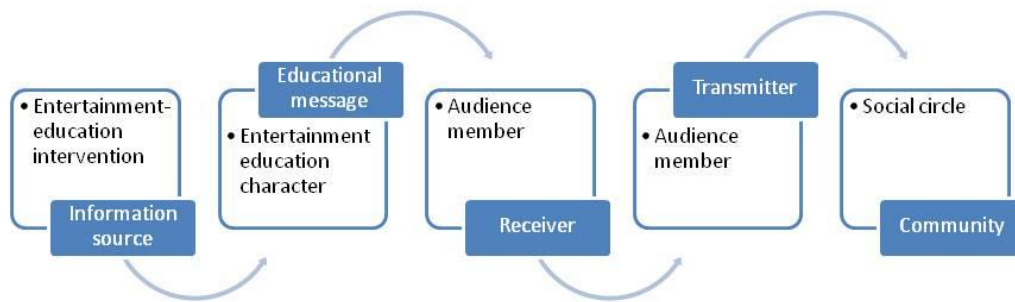 • Entertainment-
education
intervention
Information
source
Educational
message
• Entertainment
education
character
• Audience
member
Receiver
Transmitter
• Audience
member
• Social circle
Community